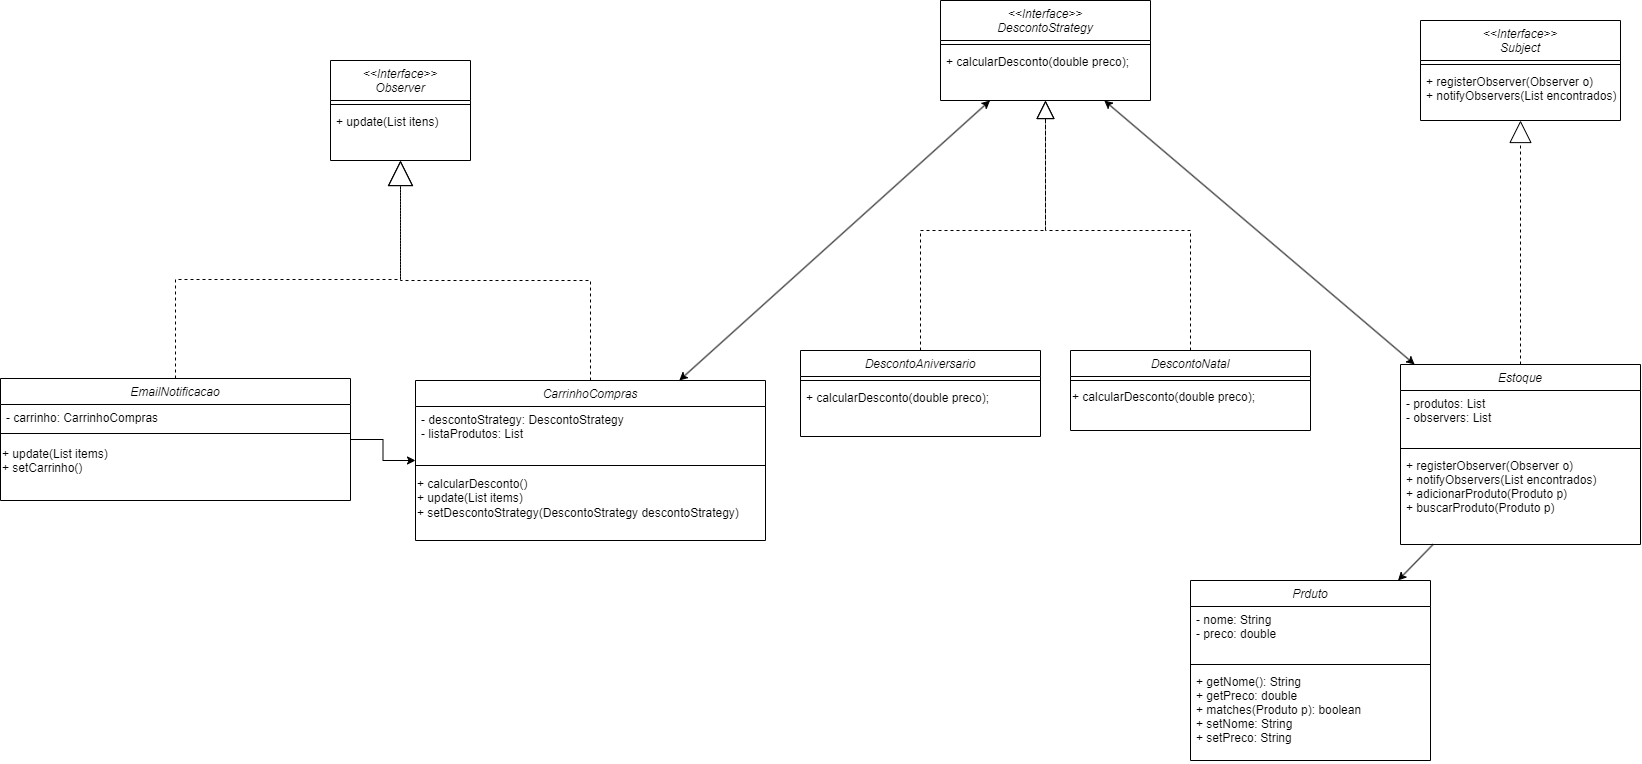 <<Interface>>
Observer
+ update(List itens)
<<Interface>>
DescontoStrategy
+ calcularDesconto(double preco);
<<Interface>>
Subject
+ registerObserver(Observer o)
+ notifyObservers(List encontrados)
EmailNotificacao
- carrinho: CarrinhoCompras
+ update(List items)
+ setCarrinho()
CarrinhoCompras
- descontoStrategy: DescontoStrategy
- listaProdutos: List
+ calcularDesconto()
+ update(List items)
+ setDescontoStrategy(DescontoStrategy descontoStrategy)
DescontoAniversario
+ calcularDesconto(double preco);
DescontoNatal
+ calcularDesconto(double preco);
Estoque
- produtos: List
- observers: List
+ registerObserver(Observer o)
+ notifyObservers(List encontrados)
+ adicionarProduto(Produto p)
+ buscarProduto(Produto p)
Prduto
- nome: String
- preco: double
+ getNome(): String
+ getPreco: double
+ matches(Produto p): boolean
+ setNome: String
+ setPreco: String